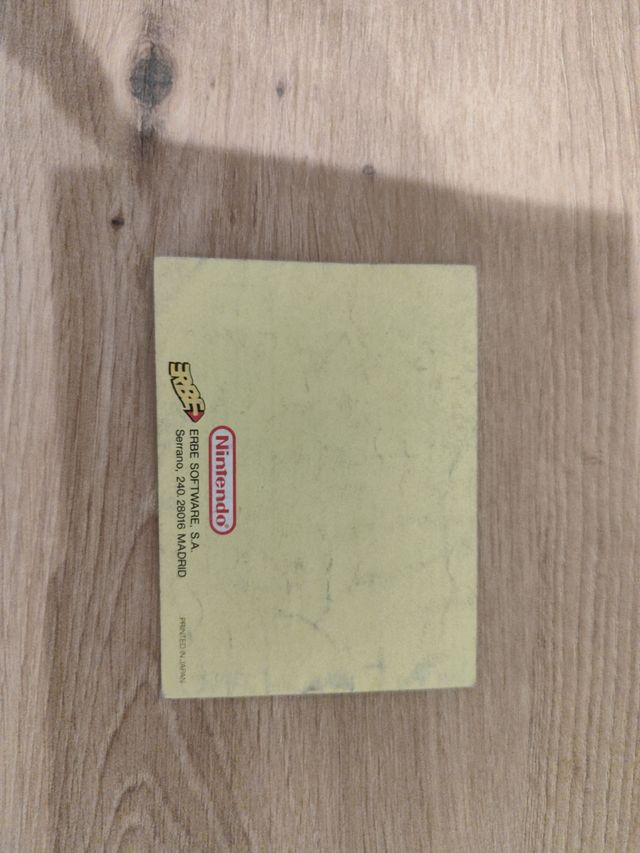 Nintendo®
ERBE
ERBE SOFTWARE, S.A.
Serrano, 240. 28016 MADRID
PRINTED IN JAPAN